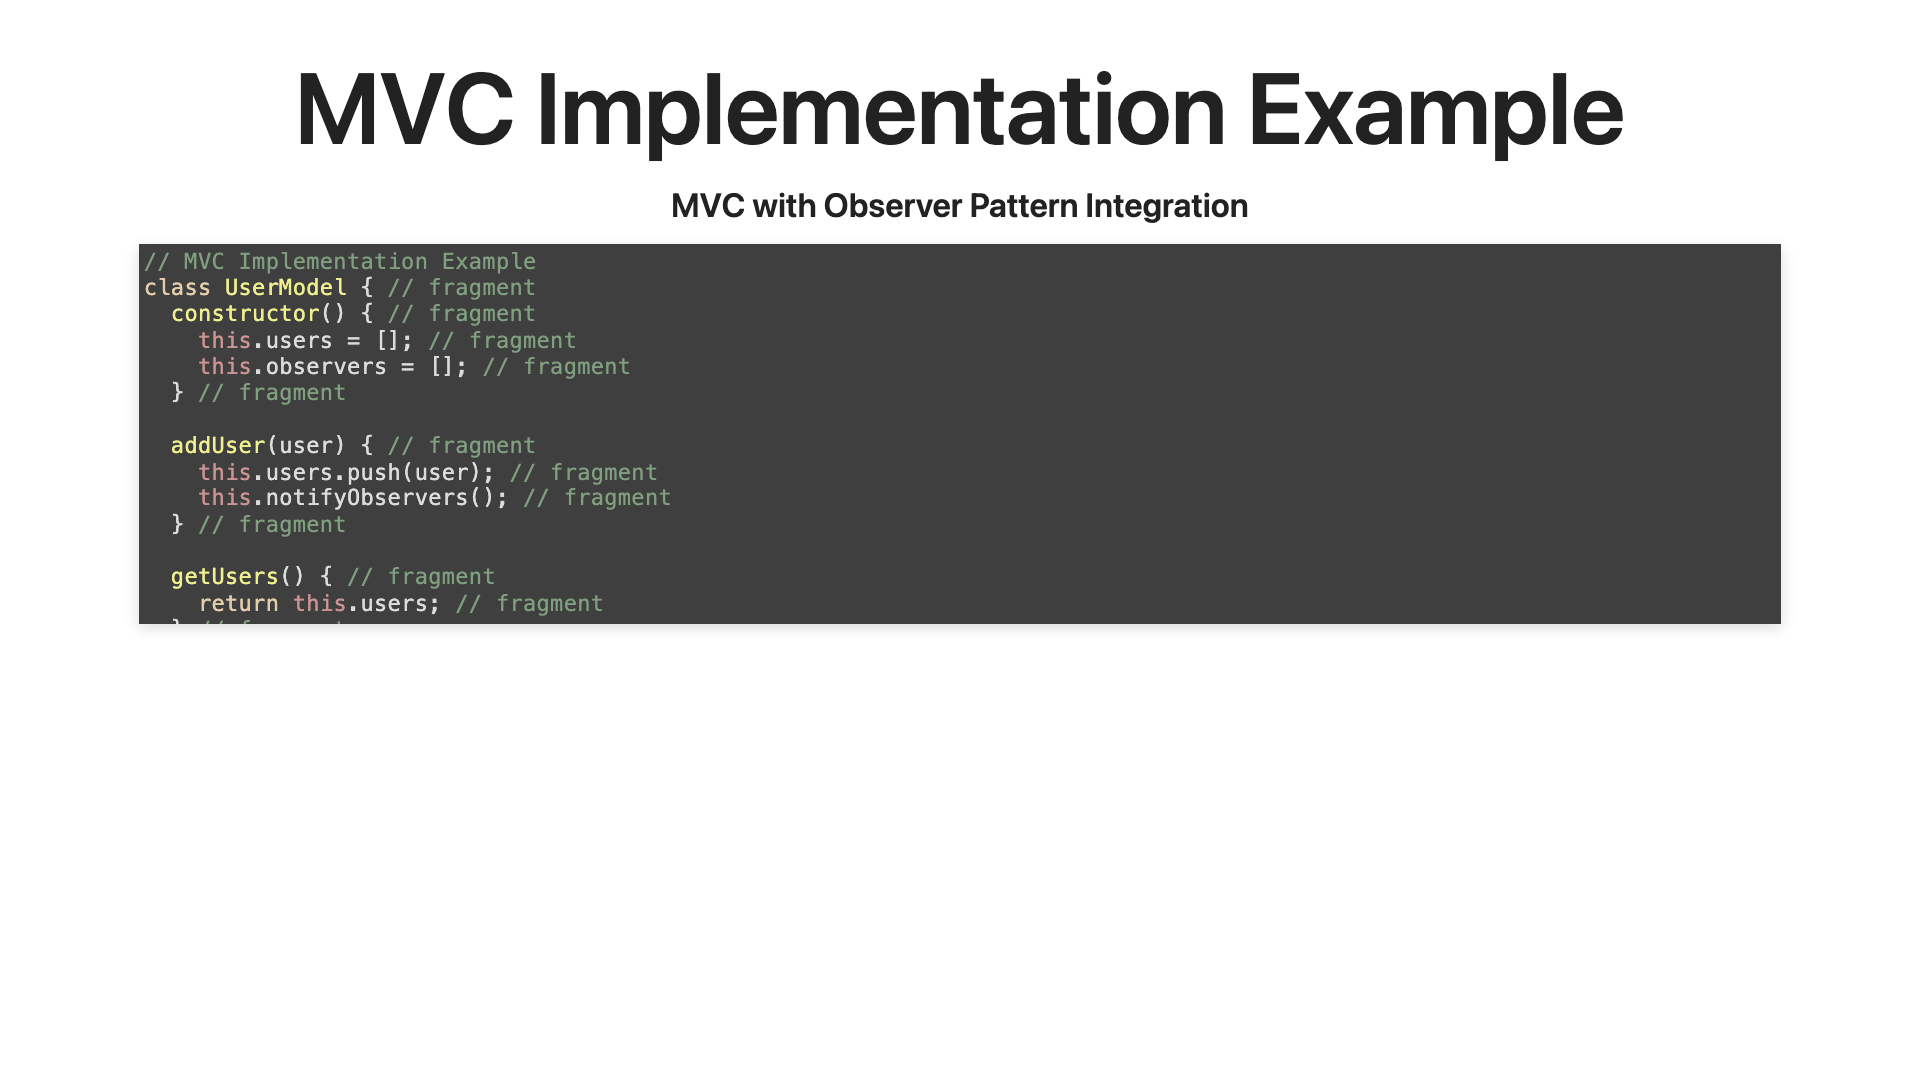 MVC Implementation Example
MVC with Observer Pattern Integration
// MVC Implementation Example
class UserModel { // fragment
  constructor() { // fragment
    this.users = []; // fragment
    this.observers = []; // fragment
  } // fragment

  addUser(user) { // fragment
    this.users.push(user); // fragment
    this.notifyObservers(); // fragment
  } // fragment

  getUsers() { // fragment
    return this.users; // fragment